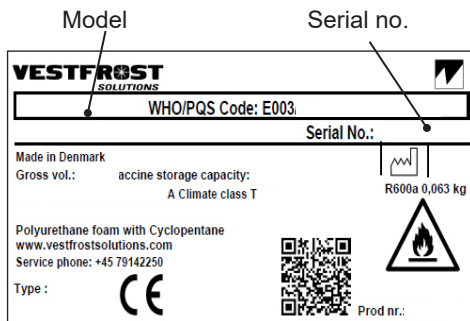 Model Serial no.
VESTFROST
SOLUTIONS
WHO/PQS Code: E003/
Serial No.:
Made in Denmark
Gross vol.: accine storage capacity:
A Climate class T
R600a 0,063 kg
Polyurethane foam with Cyclopentane
www.vestfrostsolutions.com
Service phone: +45 79142250
Type : CE
Prod nr.: